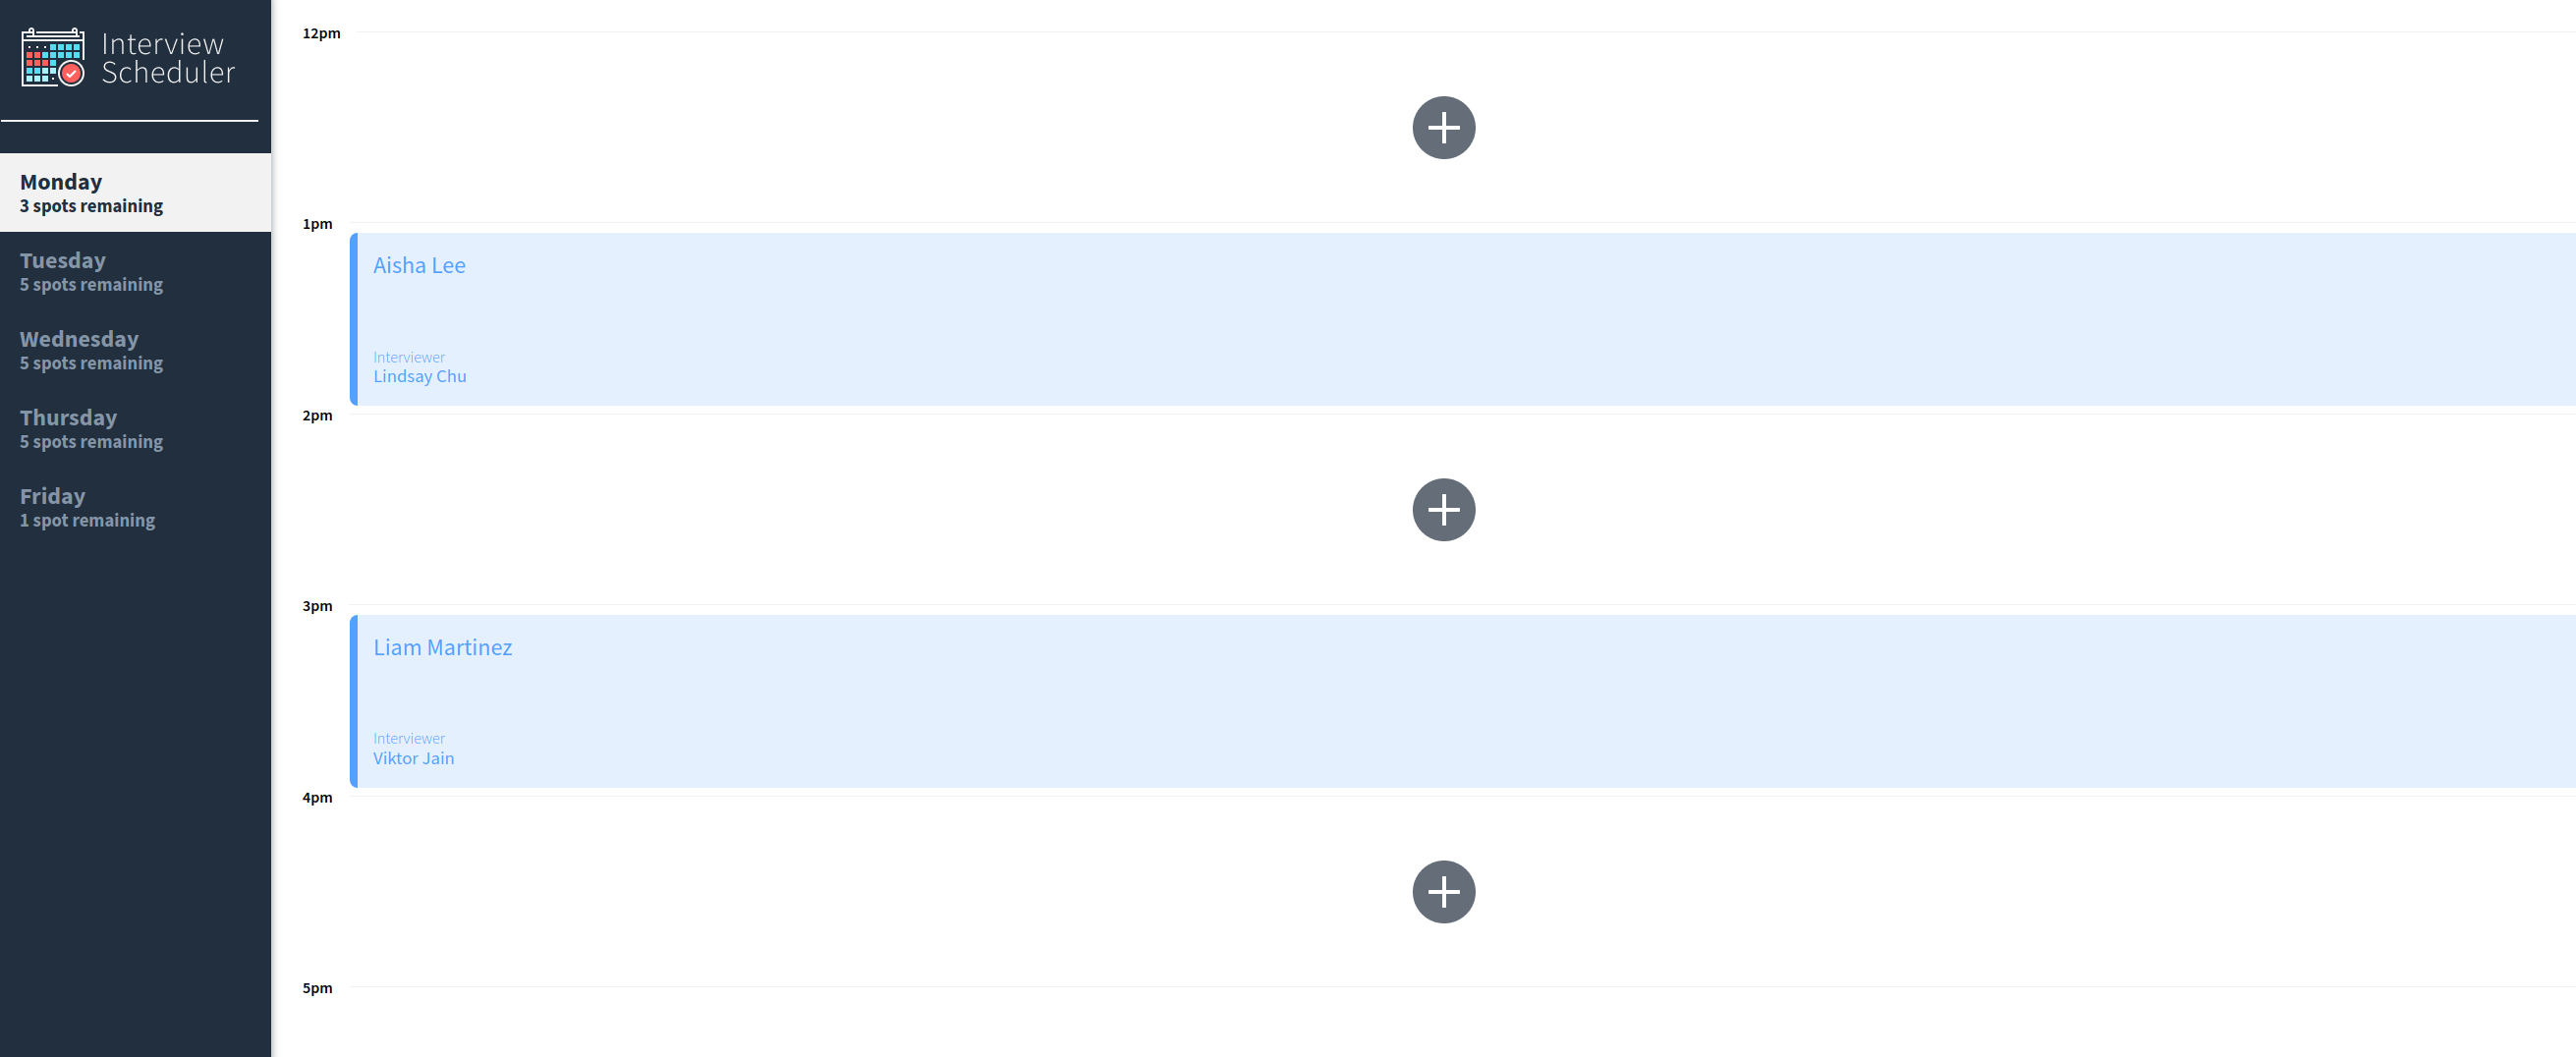 Interview
Scheduler
Monday
3 spots remaining
Tuesday
5 spots remaining
Wednesday
5 spots remaining
Thursday
5 spots remaining
Friday
1 spot remaining
12pm
1pm
Aisha Lee
Interviewer
Lindsay Chu
2pm
3pm
Liam Martinez
Interviewer
Viktor Jain
4pm
5pm